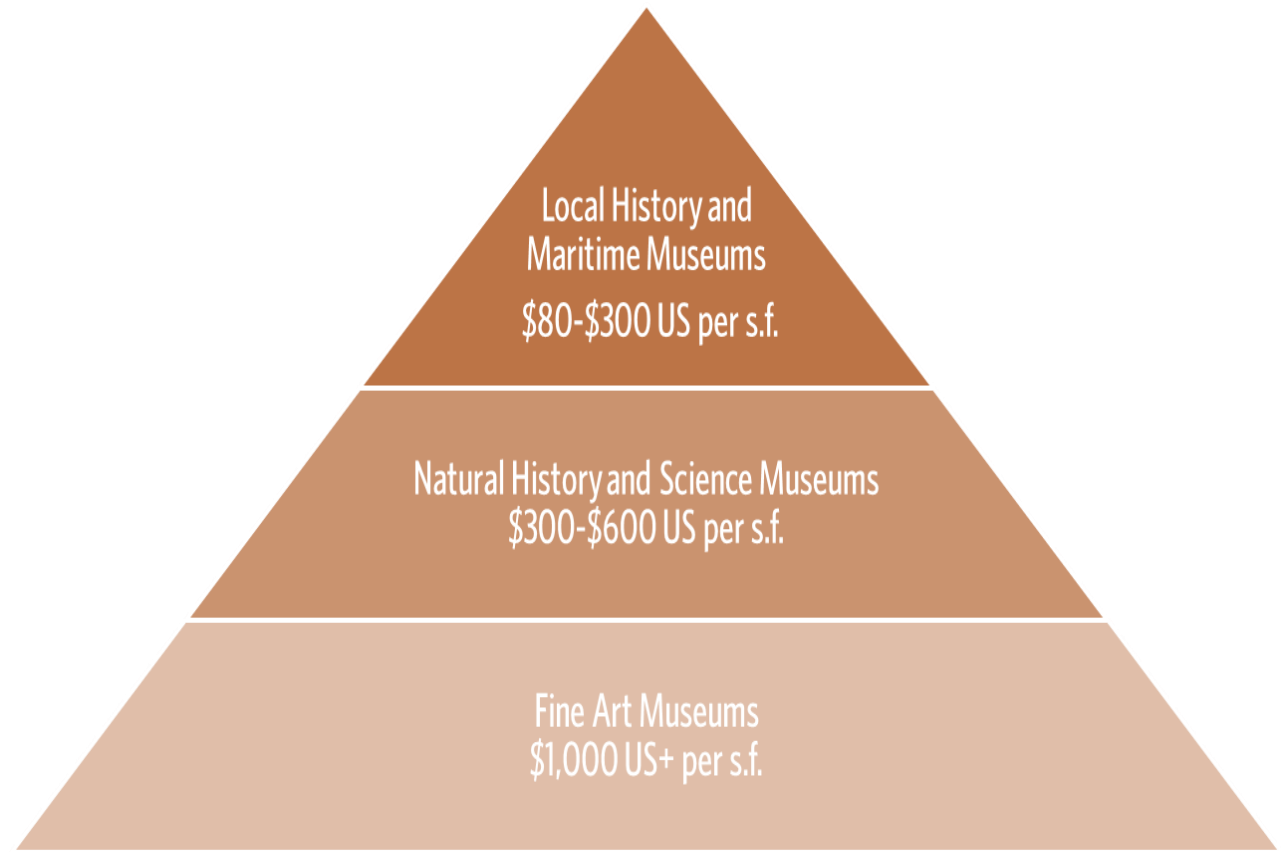 Local History and
Maritime Museums
$80-$300 US per s.f.
Natural History and Science Museums
$300-$600 US per s.f.
Fine Art Museums
$1,000 US+ per s.f.